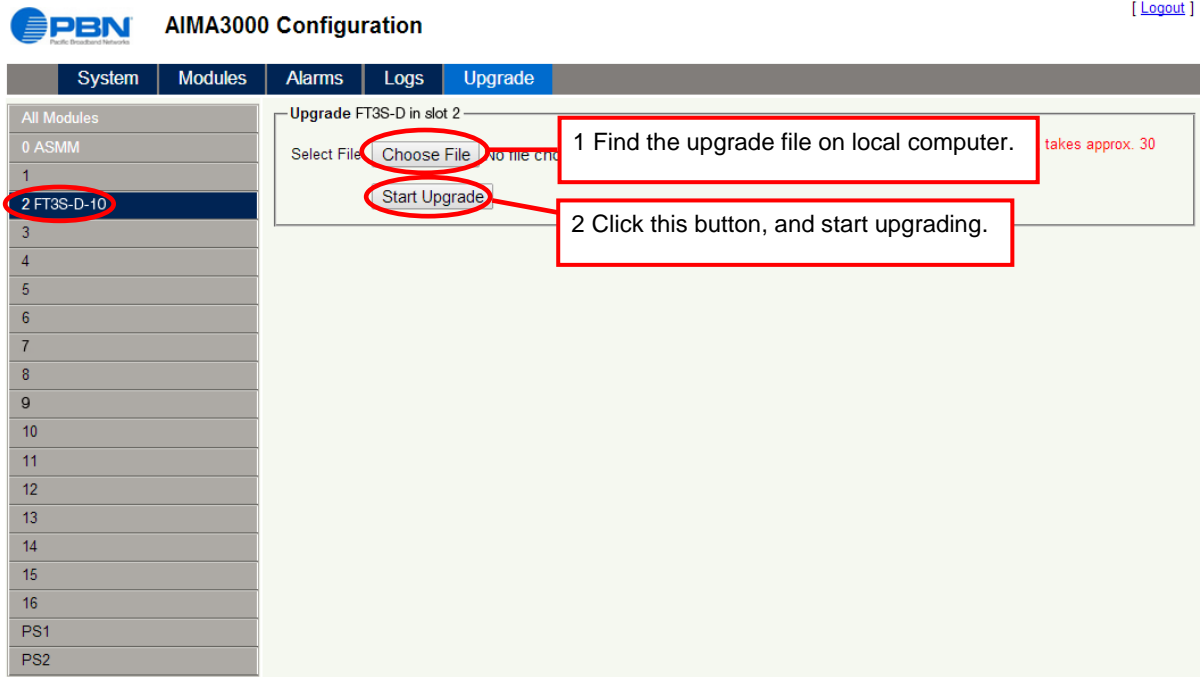 [ Logout ]
PBN
Pacific Broadband Networks
AIMA3000 Configuration
System Modules Alarms Logs Upgrade
All Modules
0 ASMM
1
2 FT3S-D-10
3
4
5
6
7
8
9
10
11
12
13
14
15
16
PS1
PS2
Upgrade FT3S-D in slot 2
Select File Choose File No file cho
takes approx. 30
Start Upgrade
1 Find the upgrade file on local computer.
2 Click this button, and start upgrading.